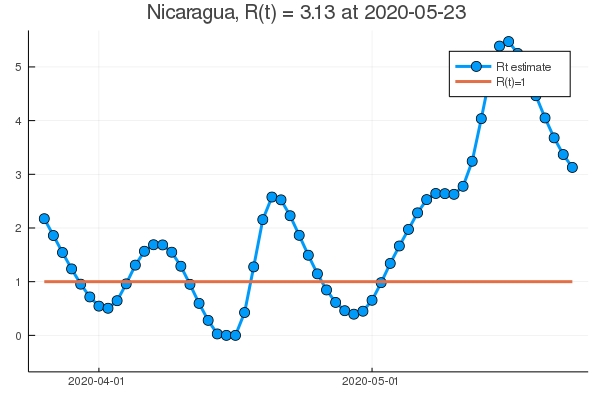 Nicaragua, R(t) = 3.13 at 2020-05-23
5
4
3
2
1
0
Rt estimate
R(t)=1
2020-04-01
2020-05-01